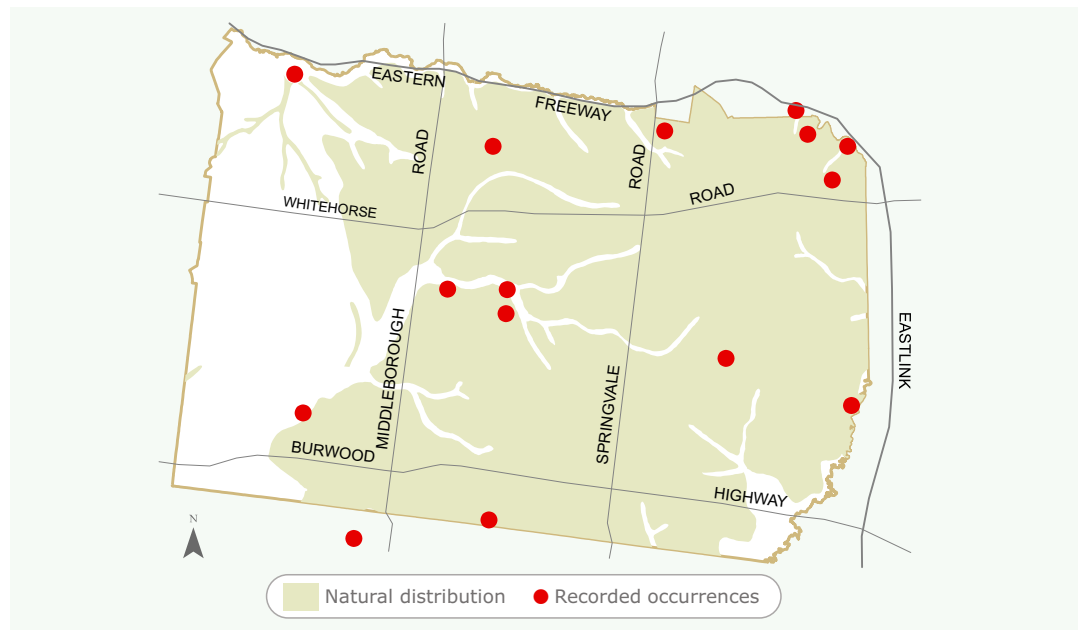 EASTERN
FREEWAY
ROAD
ROAD
ROAD
WHITEHORSE
MIDDLEBOROUGH
EASTLINK
SPRINGVALE
BURWOOD
HIGHWAY
N
Natural distribution
Recorded occurrences